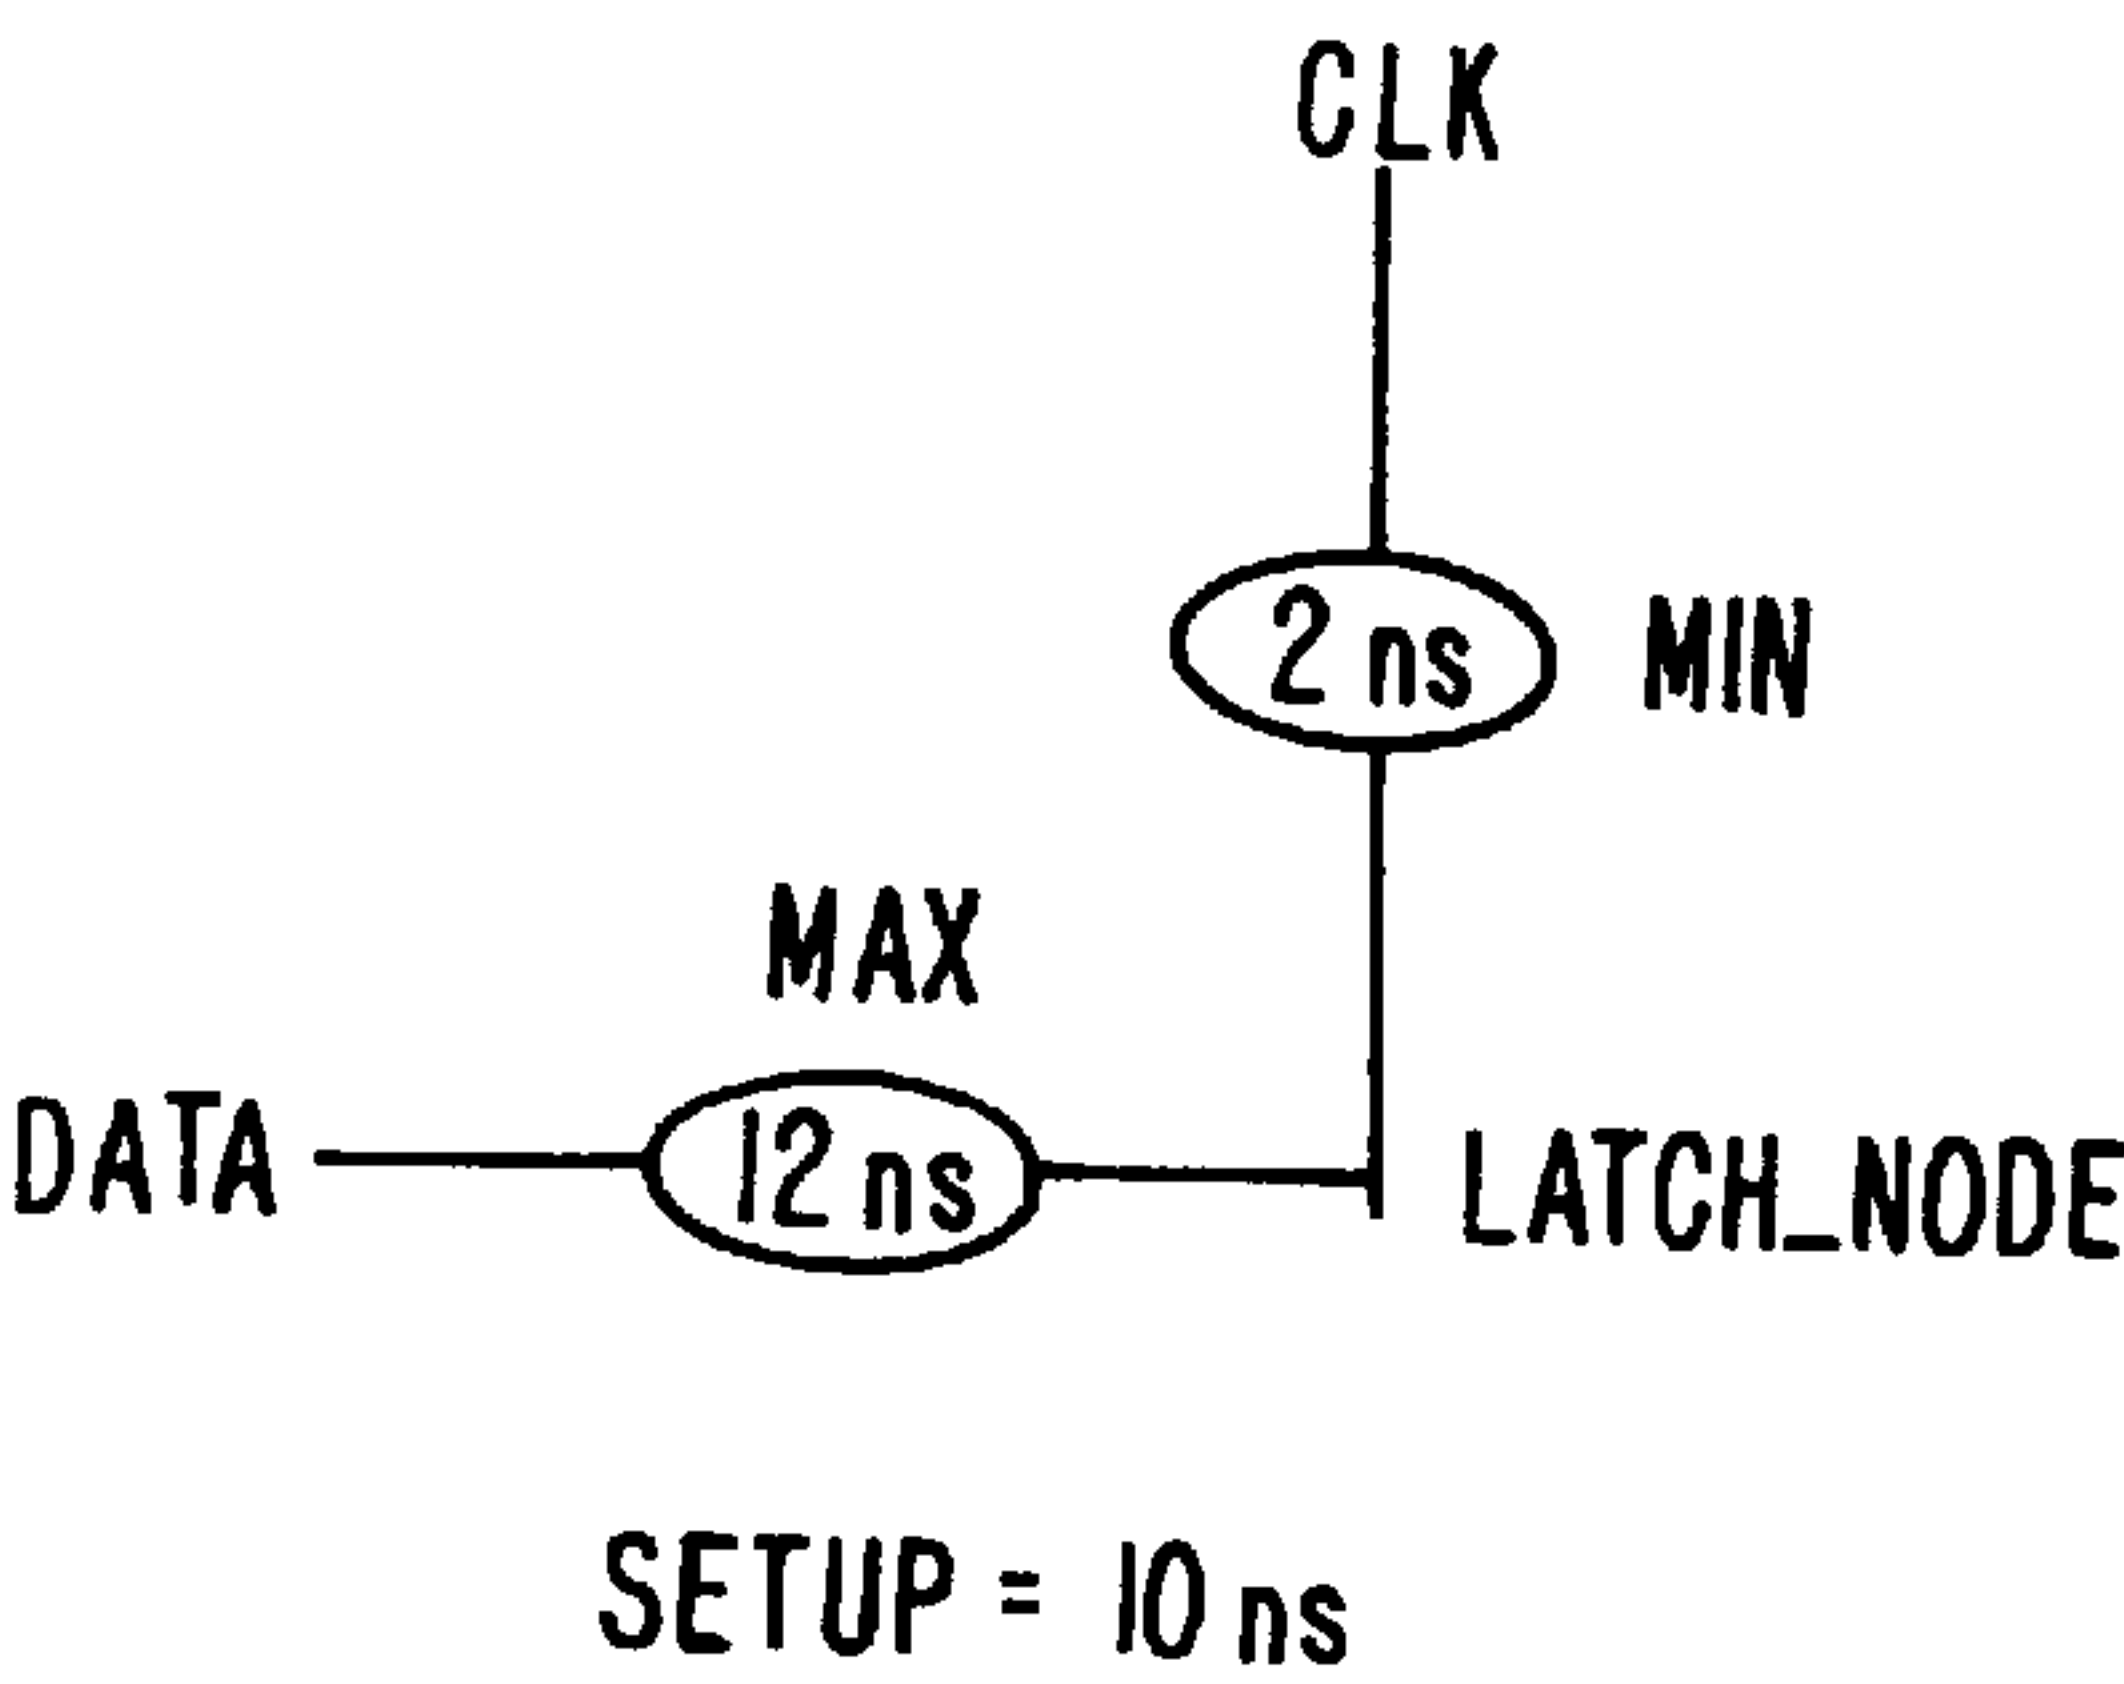 CLK
2 ns
MIN
MAX
DATA
12 ns
LATCH_NODE
SETUP = 10 ns